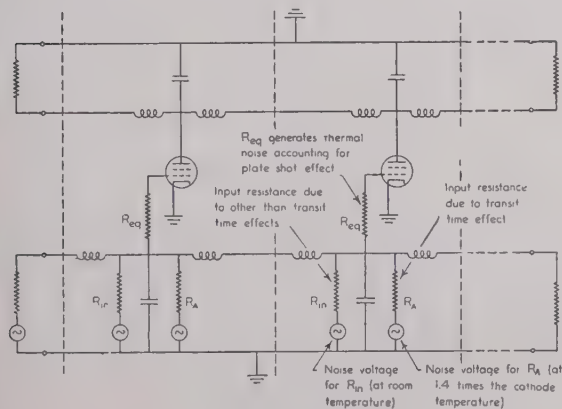 R_eq generates thermal
noise accounting for
plate shot effect
Input resistance due
to other than transit
time effects
Input resistance
due to transit
time effect
R_eq
R_eq
R_in
R_A
R_in
R_A
Noise voltage
for R_in (at room
temperature)
Noise voltage for R_A (at
1.4 times the cathode
temperature)